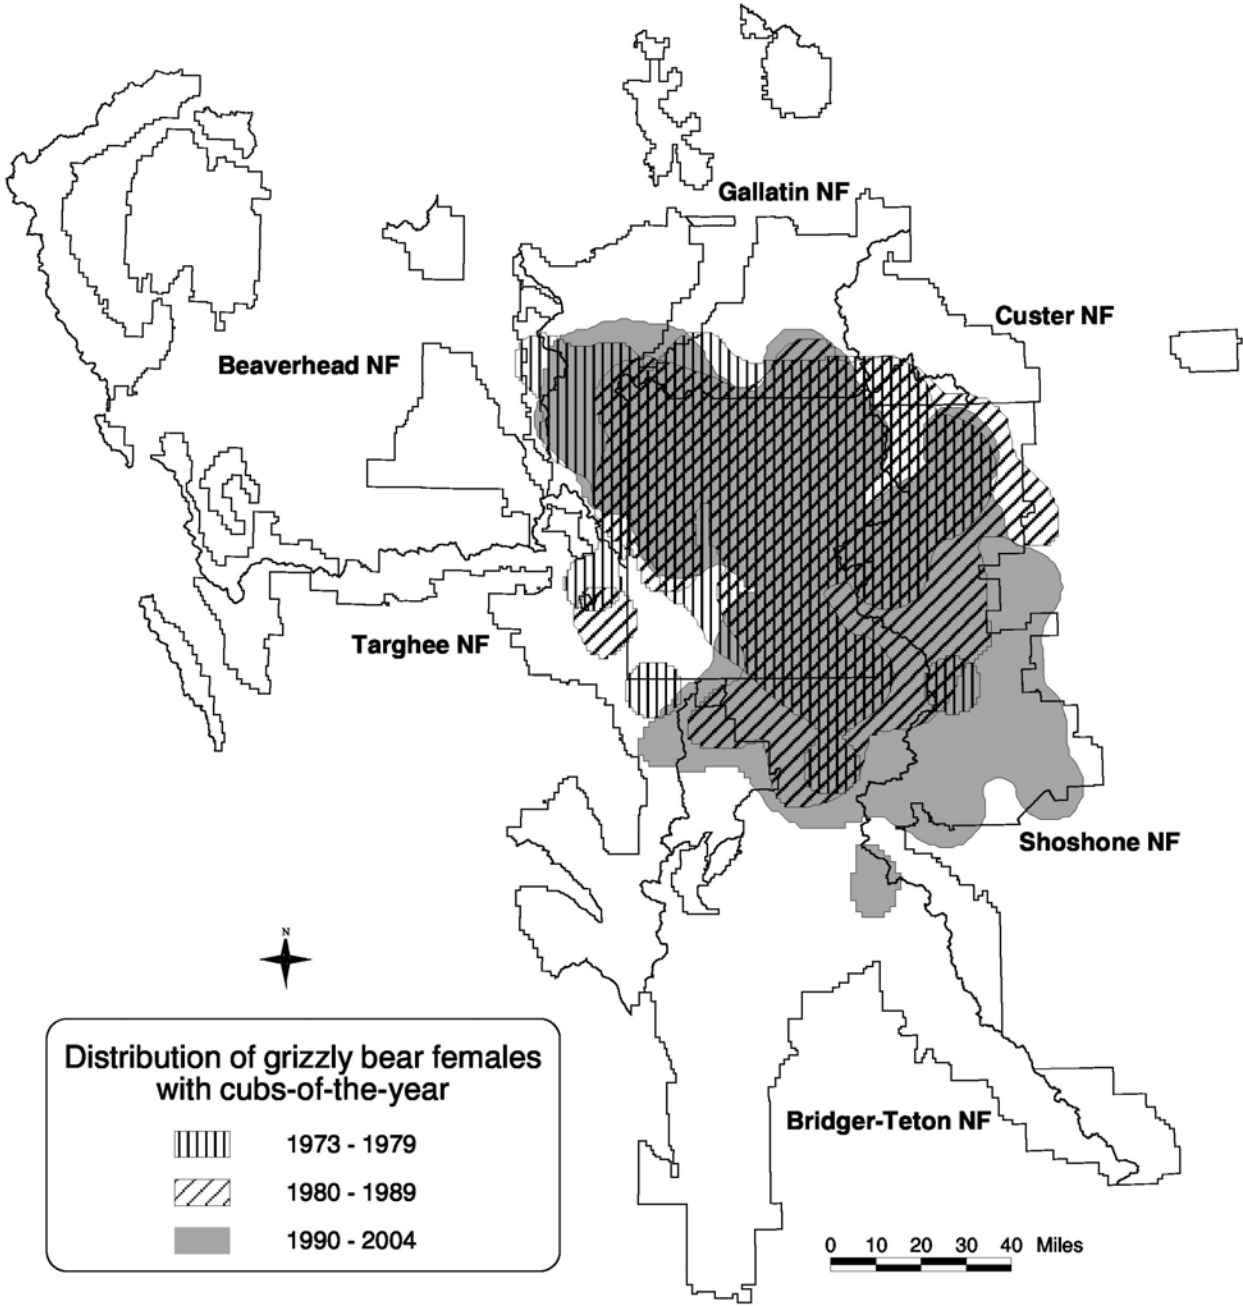 Gallatin NF
Custer NF
Beaverhead NF
Targhee NF
Shoshone NF
N
Distribution of grizzly bear females
with cubs-of-the-year
1973 - 1979
1980 - 1989
1990 - 2004
Bridger-Teton NF
0 10 20 30 40 Miles